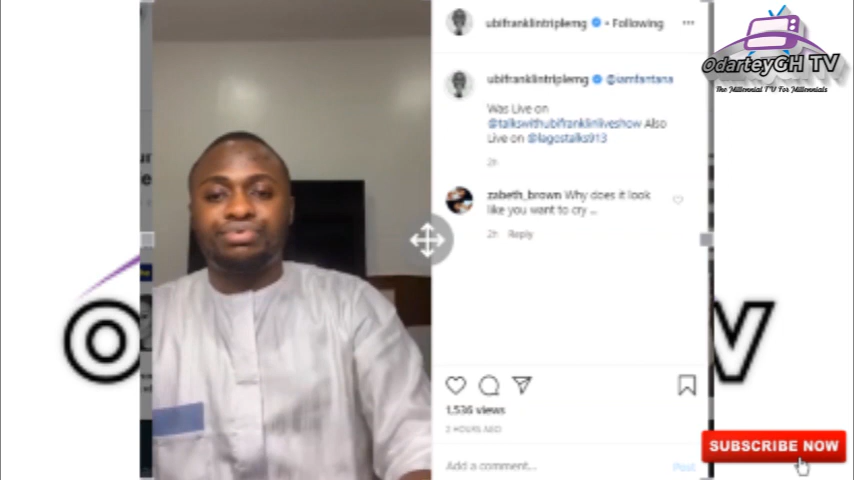 ubifranklintriplemg • Following
ubifranklintriplemg @iamfantana
Was Live on
@talkswithubifranklinliveshow Also
Live on @lagostalks913
2h
zabeth_brown Why does it look
like you want to cry ...
2h Reply
1,536 views
2 HOURS AGO
Add a comment...
Post
OdarteyGH TV
The Millennial TV For Millennials
O
V
SUBSCRIBE NOW